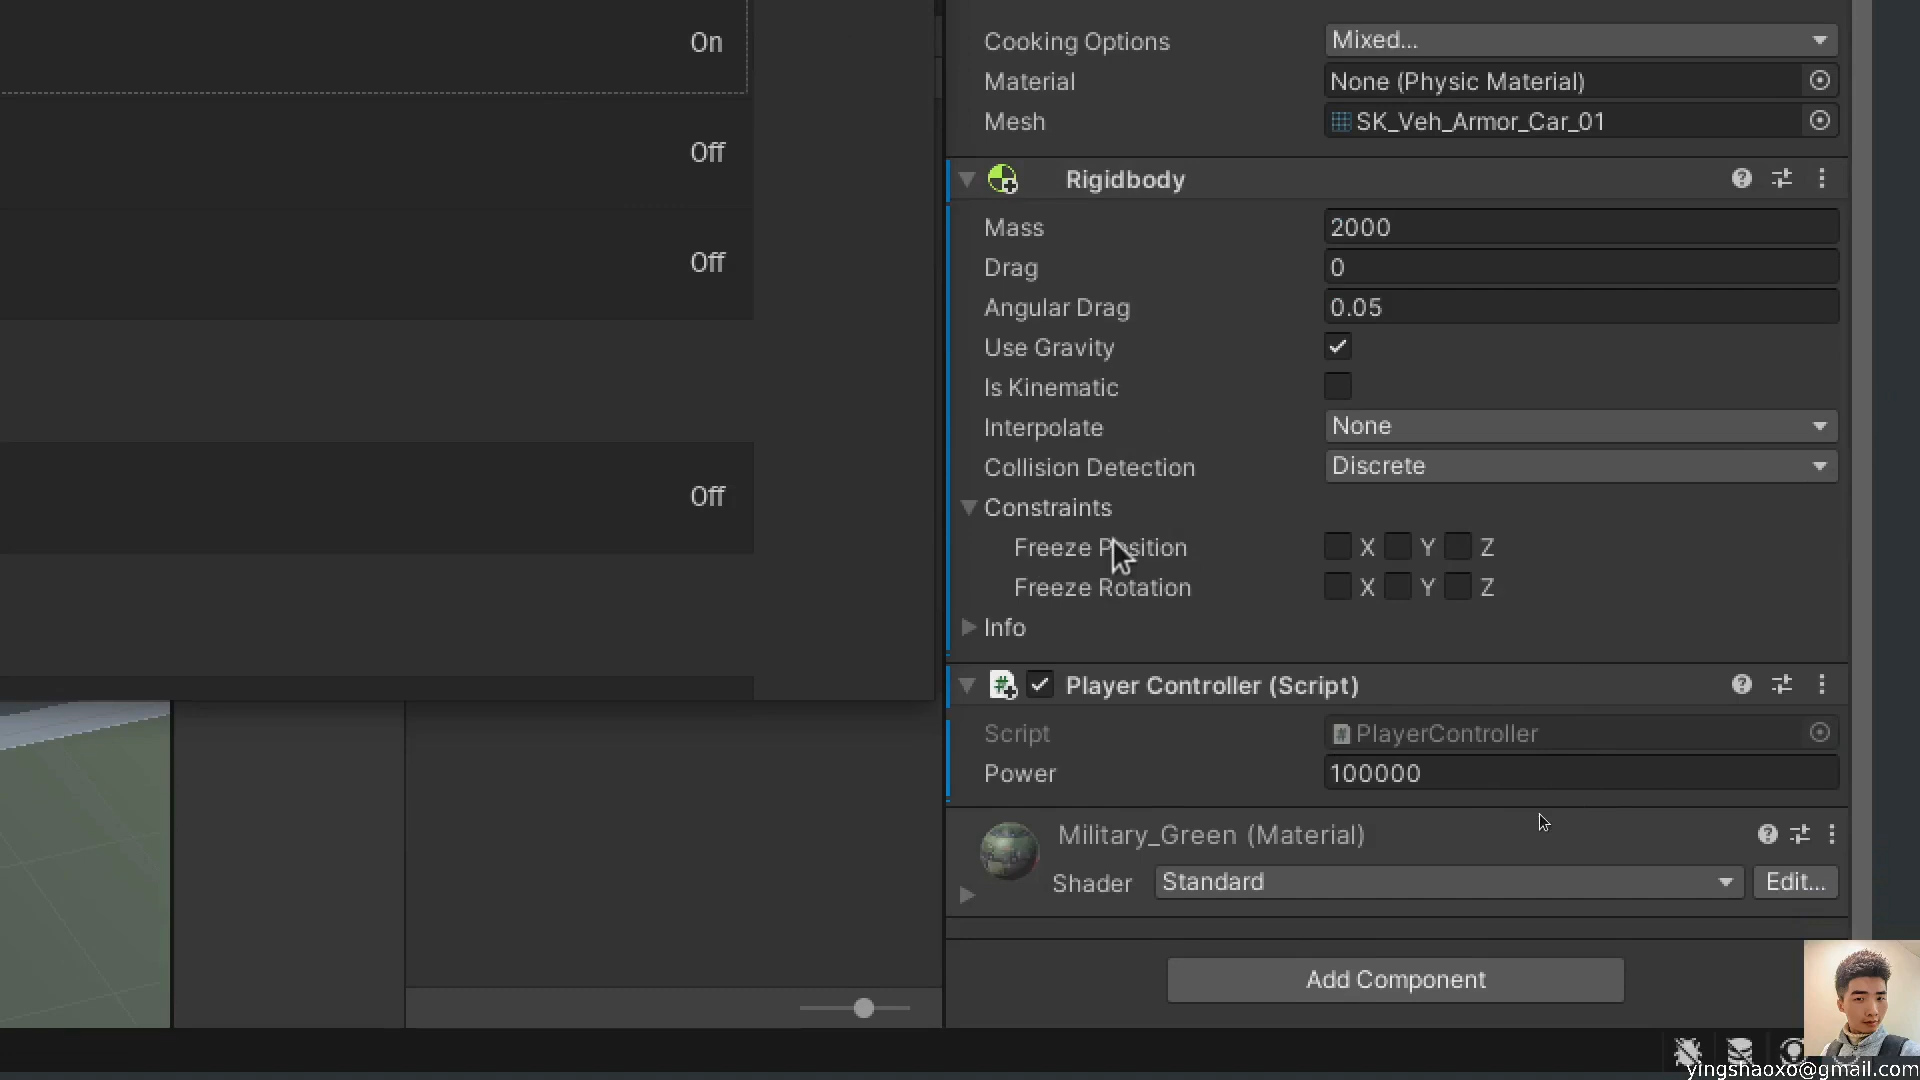 On
Off
Off
Off
Cooking Options Mixed...
Material None (Physic Material)
Mesh SK_Veh_Armor_Car_01
Rigidbody
Mass 2000
Drag 0
Angular Drag 0.05
Use Gravity
Is Kinematic
Interpolate None
Collision Detection Discrete
Constraints
Freeze Position X Y Z
Freeze Rotation X Y Z
Info
# Player Controller (Script)
Script # PlayerController
Power 100000
Military_Green (Material)
Shader Standard Edit...
Add Component
yingshaoxo@gmail.com